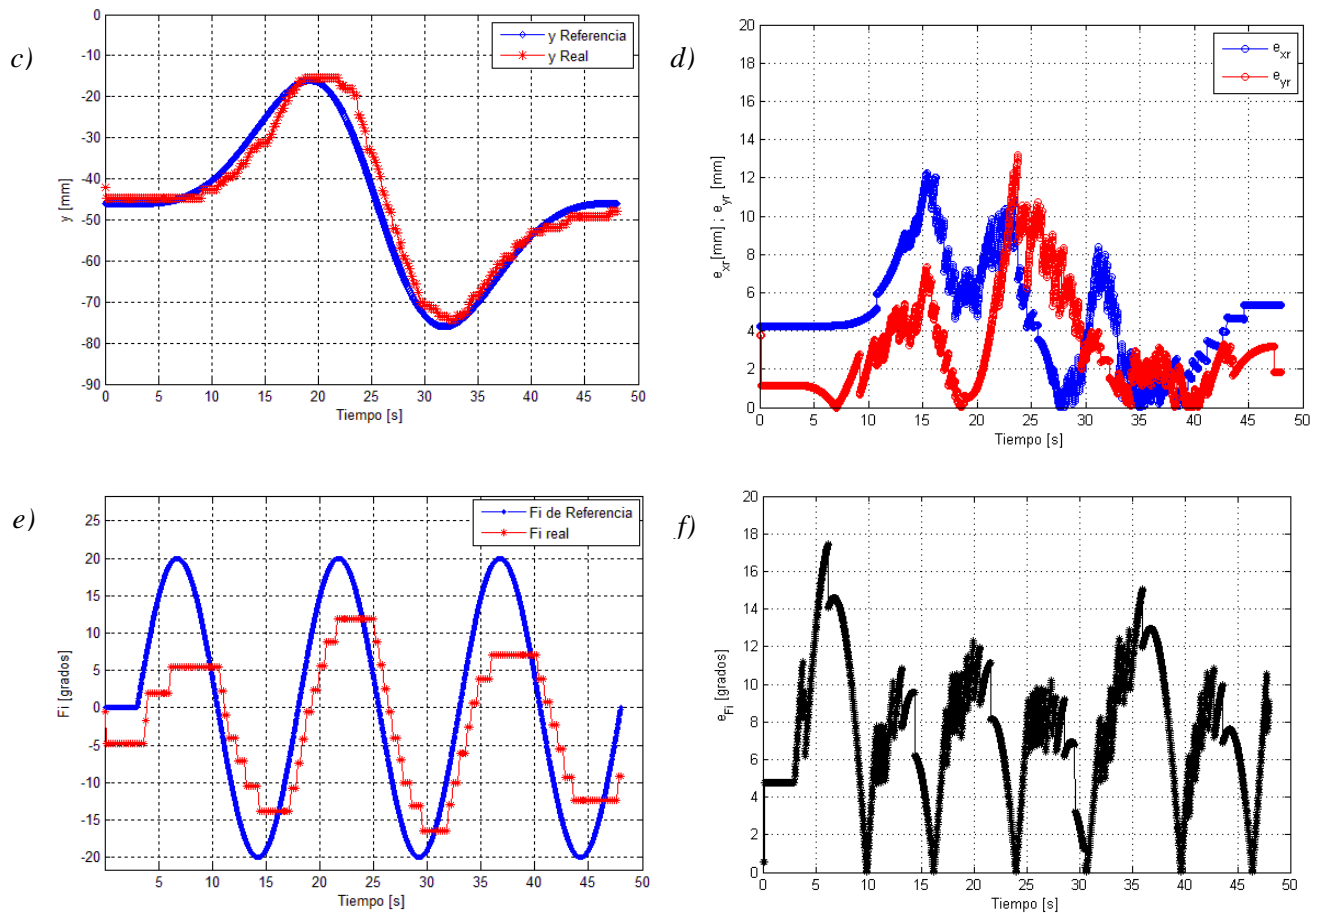 c)
y Referencia
y Real
0
-10
-20
-30
-40
-50
-60
-70
-80
-90
y [mm]
0 5 10 15 20 25 30 35 40 45 50
Tiempo [s]
d)
e_xr
e_yr
20
18
16
14
12
10
8
6
4
2
0
e_xr[mm] ; e_yr [mm]
0 5 10 15 20 25 30 35 40 45 50
Tiempo [s]
e)
Fi de Referencia
Fi real
25
20
15
10
5
0
-5
-10
-15
-20
Fi [grados]
5 10 15 20 25 30 35 40 45 50
Tiempo [s]
f)
20
18
16
14
12
10
8
6
4
2
0
e_Fi [grados]
0 5 10 15 20 25 30 35 40 45 50
Tiempo [s]